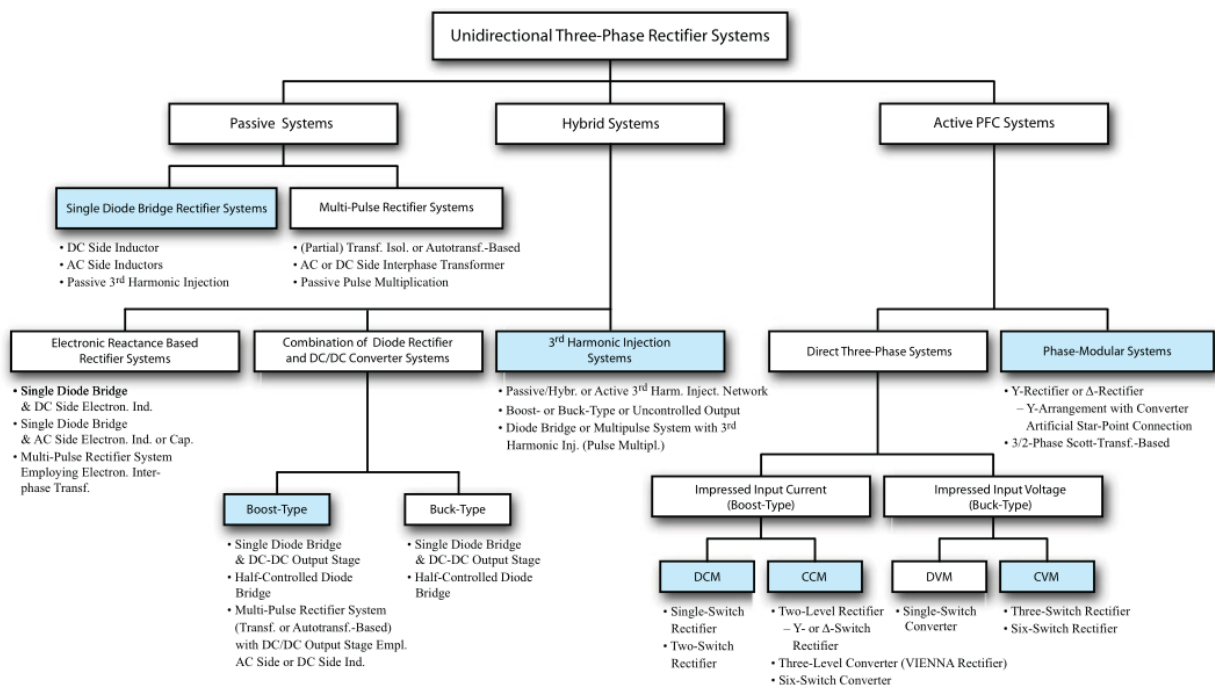 Unidirectional Three-Phase Rectifier Systems
Passive Systems
Hybrid Systems
Active PFC Systems
Single Diode Bridge Rectifier Systems
• DC Side Inductor
• AC Side Inductors
• Passive 3rd Harmonic Injection
Multi-Pulse Rectifier Systems
• (Partial) Transf. Isol. or Autotransf.-Based
• AC or DC Side Interphase Transformer
• Passive Pulse Multiplication
Electronic Reactance Based
Rectifier Systems
• Single Diode Bridge
& DC Side Electron. Ind.
• Single Diode Bridge
& AC Side Electron. Ind. or Cap.
• Multi-Pulse Rectifier System
Employing Electron. Inter-
phase Transf.
Combination of Diode Rectifier
and DC/DC Converter Systems
Boost-Type
• Single Diode Bridge
& DC-DC Output Stage
• Half-Controlled Diode
Bridge
• Multi-Pulse Rectifier System
(Transf. or Autotransf.-Based)
with DC/DC Output Stage Empl.
AC Side or DC Side Ind.
Buck-Type
• Single Diode Bridge
& DC-DC Output Stage
• Half-Controlled Diode
Bridge
3rd Harmonic Injection
Systems
• Passive/Hybr. or Active 3rd Harm. Inject. Network
• Boost- or Buck-Type or Uncontrolled Output
• Diode Bridge or Multipulse System with 3rd
Harmonic Inj. (Pulse Multipl.)
Direct Three-Phase Systems
Phase-Modular Systems
• Y-Rectifier or Δ-Rectifier
– Y-Arrangement with Converter
Artificial Star-Point Connection
• 3/2-Phase Scott-Transf.-Based
Impressed Input Current
(Boost-Type)
Impressed Input Voltage
(Buck-Type)
DCM
• Single-Switch
Rectifier
• Two-Switch
Rectifier
CCM
• Two-Level Rectifier
– Y- or Δ-Switch
Rectifier
• Three-Level Converter (VIENNA Rectifier)
• Six-Switch Converter
DVM
• Single-Switch
Converter
CVM
• Three-Switch Rectifier
• Six-Switch Rectifier